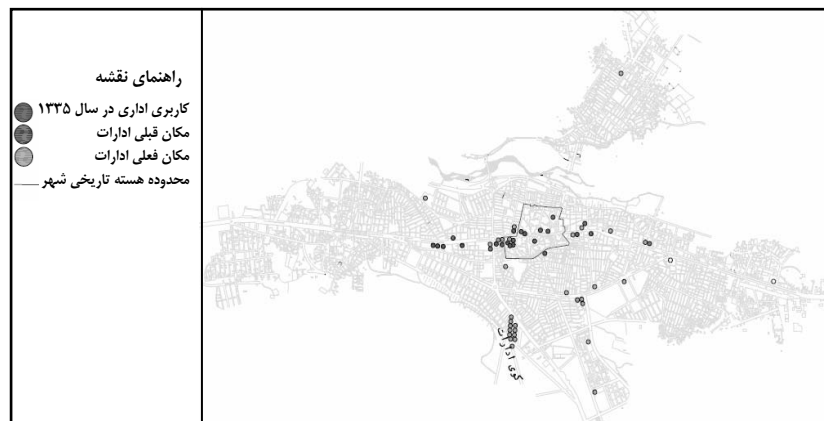 راهنمای نقشه
کاربری اداری در سال ۱۳۳۵
مکان قبلی ادارات
مکان فعلی ادارات
محدوده هسته تاریخی شهر
کوی ادارات